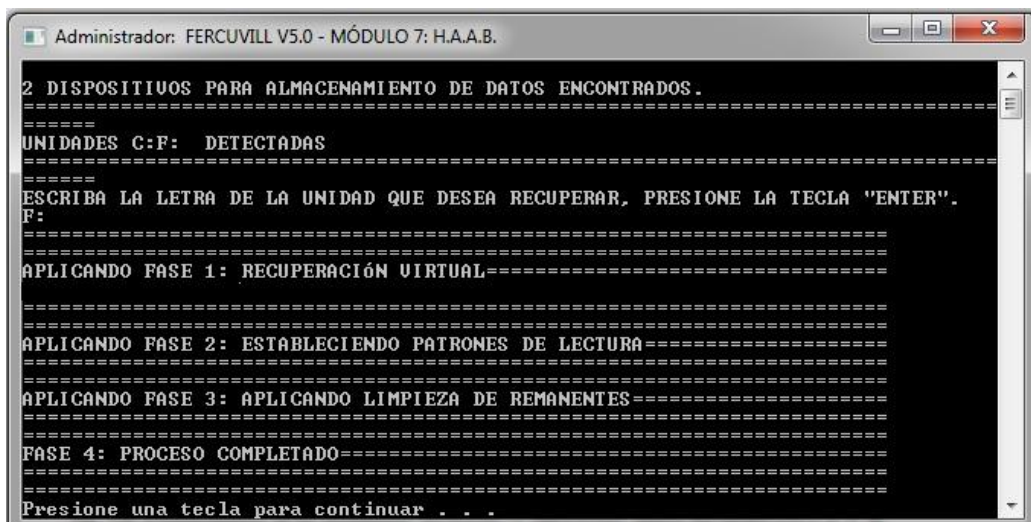 Administrador: FERCUVILL V5.0 - MÓDULO 7: H.A.A.B.
2 DISPOSITIVOS PARA ALMACENAMIENTO DE DATOS ENCONTRADOS.
================================================================================
======
UNIDADES C:F:  DETECTADAS
================================================================================
======
ESCRIBA LA LETRA DE LA UNIDAD QUE DESEA RECUPERAR, PRESIONE LA TECLA "ENTER".
F:
=======================================================================
=======================================================================
APLICANDO FASE 1: RECUPERACIóN VIRTUAL=================================
=======================================================================
=======================================================================
APLICANDO FASE 2: ESTABLECIENDO PATRONES DE LECTURA====================
=======================================================================
=======================================================================
APLICANDO FASE 3: APLICANDO LIMPIEZA DE REMANENTES=====================
=======================================================================
=======================================================================
FASE 4: PROCESO COMPLETADO=============================================
=======================================================================
=======================================================================
Presione una tecla para continuar . . .